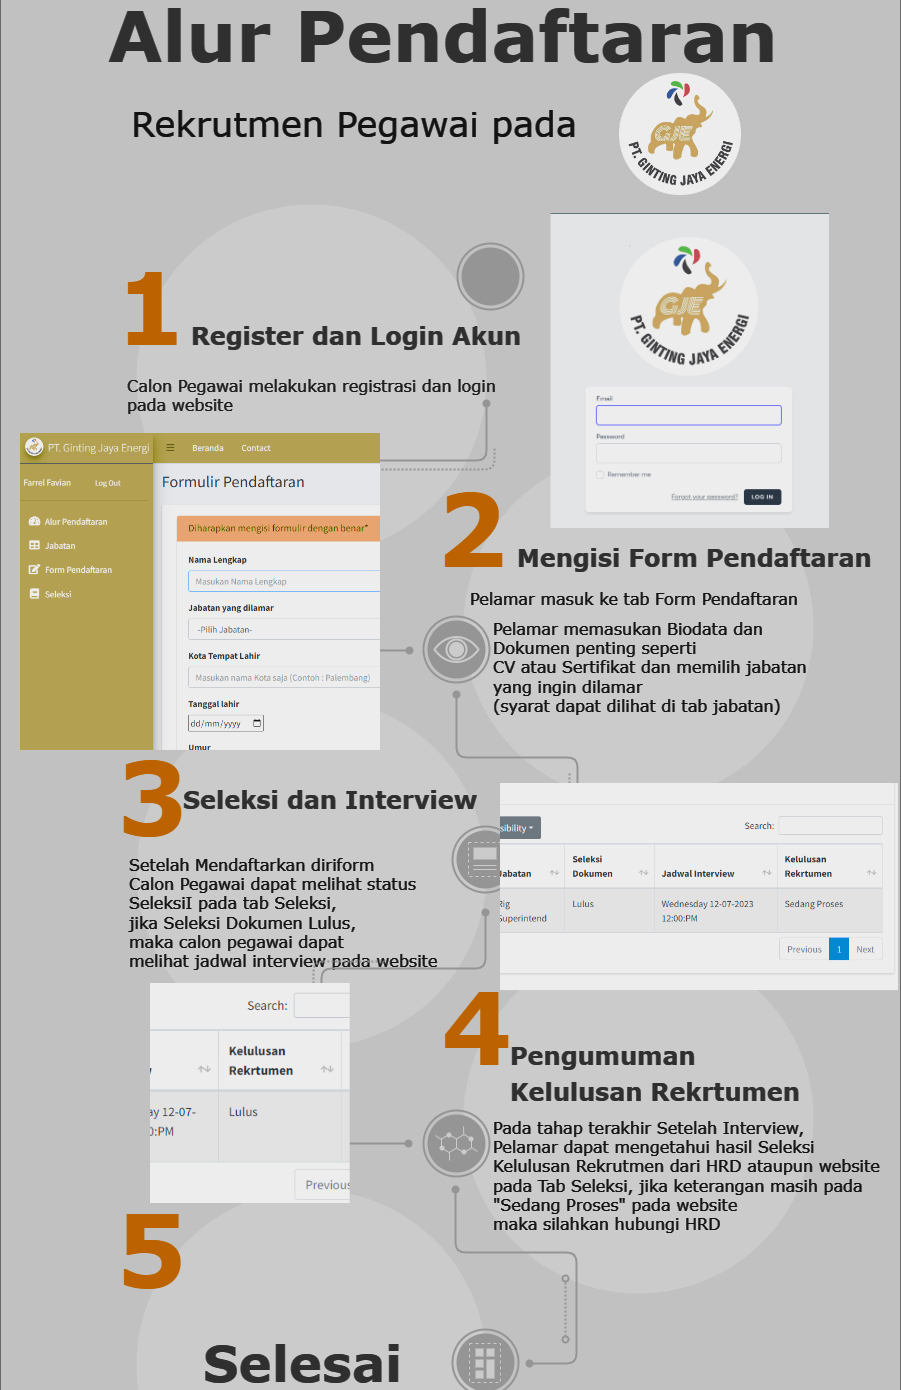 Alur Pendaftaran
Rekrutmen Pegawai pada
GJE
PT. GINTING JAYA ENERGI
1
Register dan Login Akun
Calon Pegawai melakukan registrasi dan login
pada website
GJE
PT. GINTING JAYA ENERGI
Email
Password
Remember me
Forgot your password?
LOG IN
PT. Ginting Jaya Energi
Beranda
Contact
Farrel Favian
Log Out
Alur Pendaftaran
Jabatan
Form Pendaftaran
Seleksi
Formulir Pendaftaran
Diharapkan mengisi formulir dengan benar*
Nama Lengkap
Masukan Nama Lengkap
Jabatan yang dilamar
-Pilih Jabatan-
Kota Tempat Lahir
Masukan nama Kota saja (Contoh : Palembang)
Tanggal lahir
dd/mm/yyyy
Umur
2
Mengisi Form Pendaftaran
Pelamar masuk ke tab Form Pendaftaran
Pelamar memasukan Biodata dan
Dokumen penting seperti
CV atau Sertifikat dan memilih jabatan
yang ingin dilamar
(syarat dapat dilihat di tab jabatan)
3
Seleksi dan Interview
Setelah Mendaftarkan diriform
Calon Pegawai dapat melihat status
SeleksiI pada tab Seleksi,
jika Seleksi Dokumen Lulus,
maka calon pegawai dapat
melihat jadwal interview pada website
sibility
Search:
Jabatan
Seleksi
Dokumen
Jadwal Interview
Kelulusan
Rekrtumen
Rig
Superintend
Lulus
Wednesday 12-07-2023
12:00:PM
Sedang Proses
Previous
1
Next
Search:
Kelulusan
Rekrtumen
ay 12-07-
0:PM
Lulus
Previous
4
Pengumuman
Kelulusan Rekrtumen
Pada tahap terakhir Setelah Interview,
Pelamar dapat mengetahui hasil Seleksi
Kelulusan Rekrutmen dari HRD ataupun website
pada Tab Seleksi, jika keterangan masih pada
"Sedang Proses" pada website
maka silahkan hubungi HRD
5
Selesai